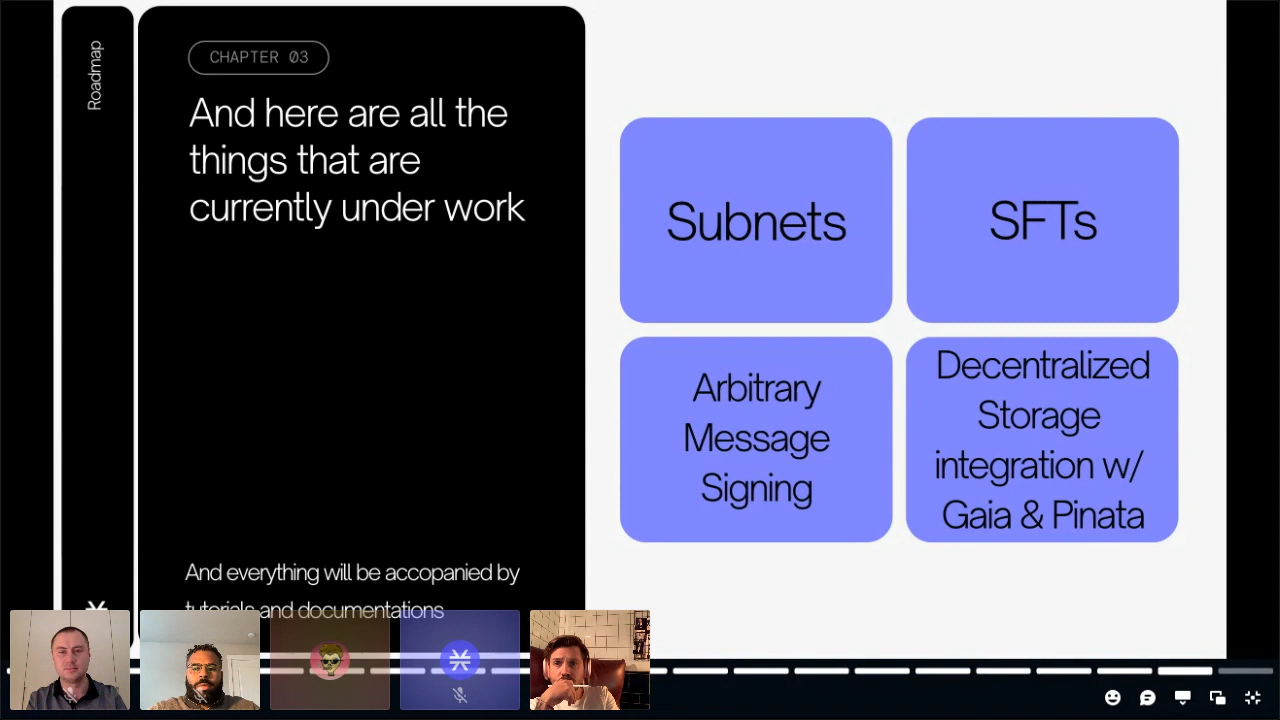 Roadmap
CHAPTER 03
And here are all the
things that are
currently under work
And everything will be accopanied by
tutorials and documentations
Subnets
SFTs
Arbitrary
Message
Signing
Decentralized
Storage
integration w/
Gaia & Pinata